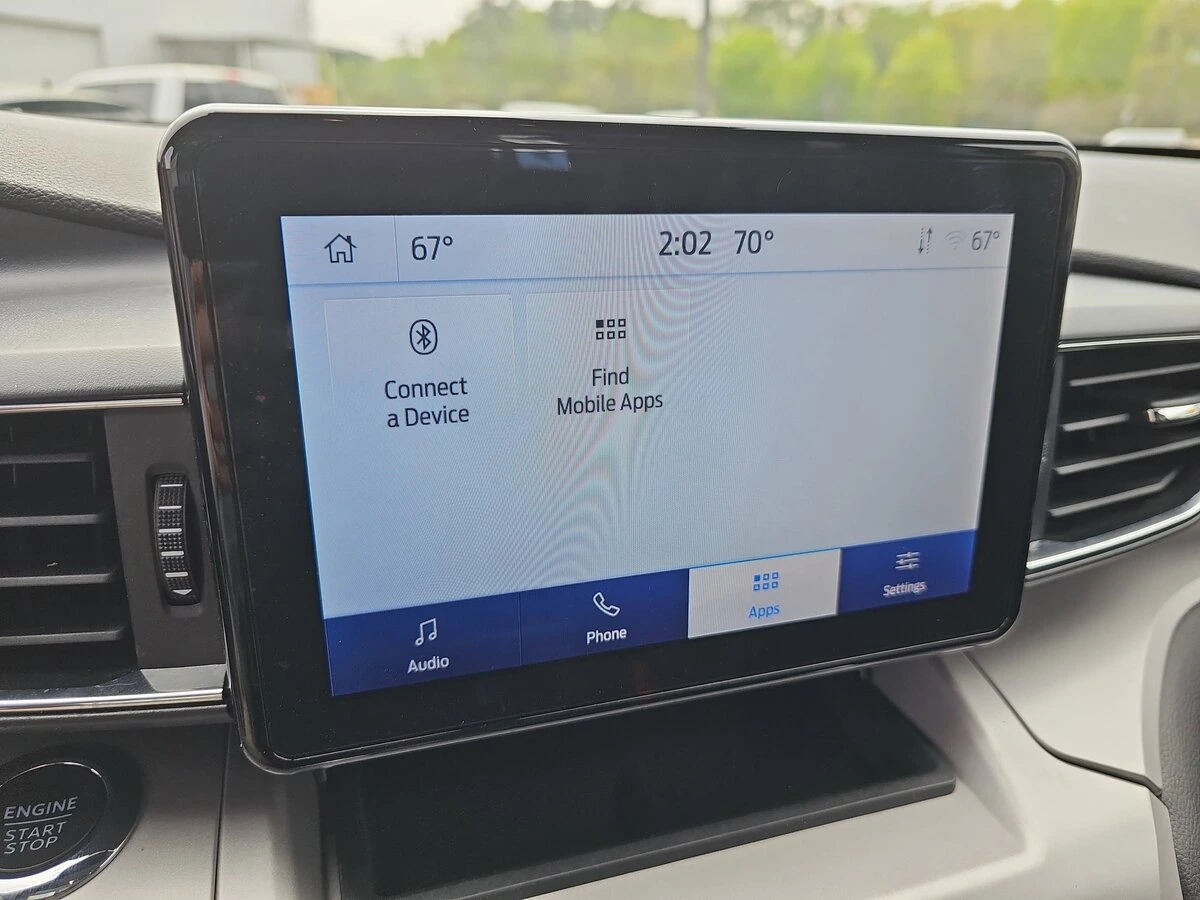 67° 2:02 70° 67°
Connect
a Device
Find
Mobile Apps
Audio
Phone
Apps
Settings
ENGINE
START
STOP